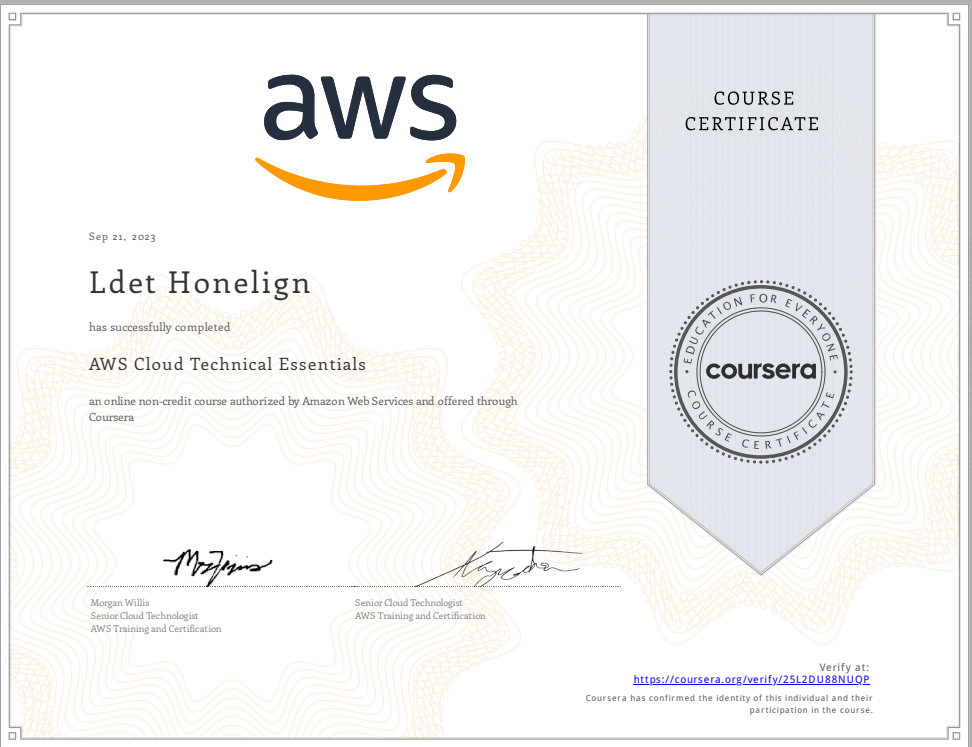 aws
COURSE
CERTIFICATE
Sep 21, 2023
Ldet Honelign
has successfully completed
AWS Cloud Technical Essentials
an online non-credit course authorized by Amazon Web Services and offered through
Coursera
EDUCATION FOR EVERYONE
coursera
COURSE CERTIFICATE
Morgan Willis
Senior Cloud Technologist
AWS Training and Certification
Senior Cloud Technologist
AWS Training and Certification
Verify at:
https://coursera.org/verify/25L2DU88NUQP
Coursera has confirmed the identity of this individual and their
participation in the course.